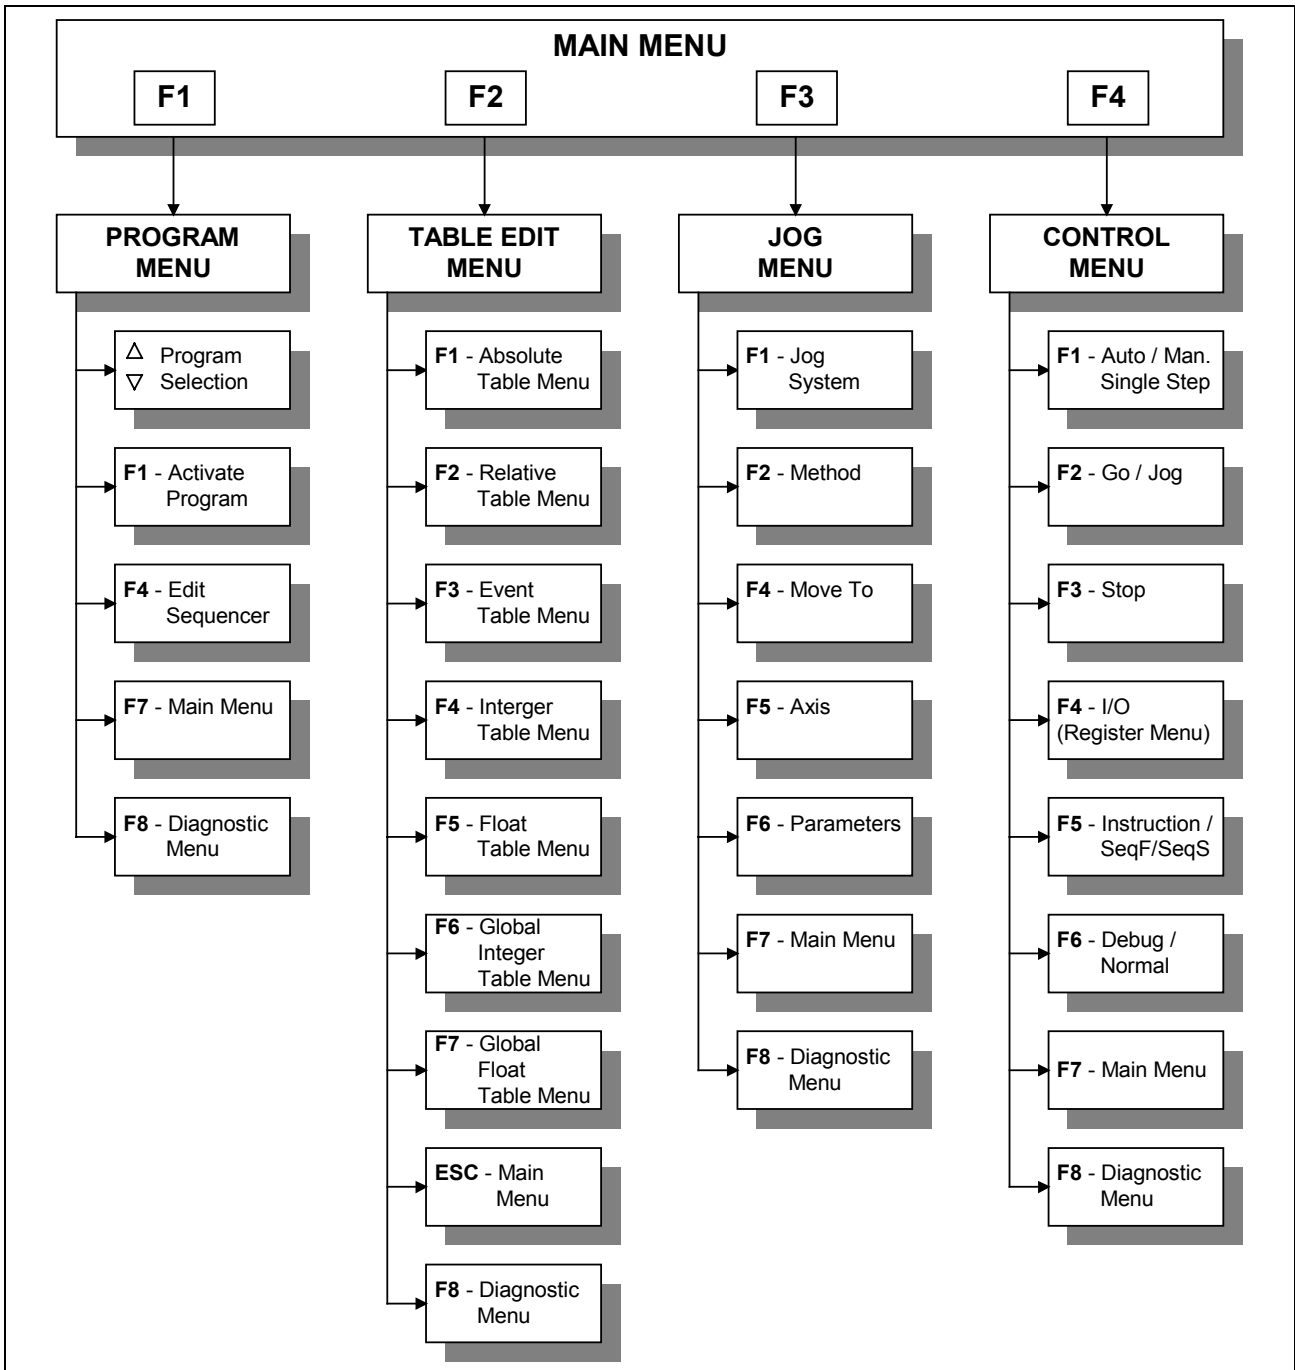 MAIN MENU
F1
F2
F3
F4
PROGRAM
MENU
△ Program
▽ Selection
F1 - Activate
Program
F4 - Edit
Sequencer
F7 - Main Menu
F8 - Diagnostic
Menu
TABLE EDIT
MENU
F1 - Absolute
Table Menu
F2 - Relative
Table Menu
F3 - Event
Table Menu
F4 - Interger
Table Menu
F5 - Float
Table Menu
F6 - Global
Integer
Table Menu
F7 - Global
Float
Table Menu
ESC - Main
Menu
F8 - Diagnostic
Menu
JOG
MENU
F1 - Jog
System
F2 - Method
F4 - Move To
F5 - Axis
F6 - Parameters
F7 - Main Menu
F8 - Diagnostic
Menu
CONTROL
MENU
F1 - Auto / Man.
Single Step
F2 - Go / Jog
F3 - Stop
F4 - I/O
(Register Menu)
F5 - Instruction /
SeqF/SeqS
F6 - Debug /
Normal
F7 - Main Menu
F8 - Diagnostic
Menu